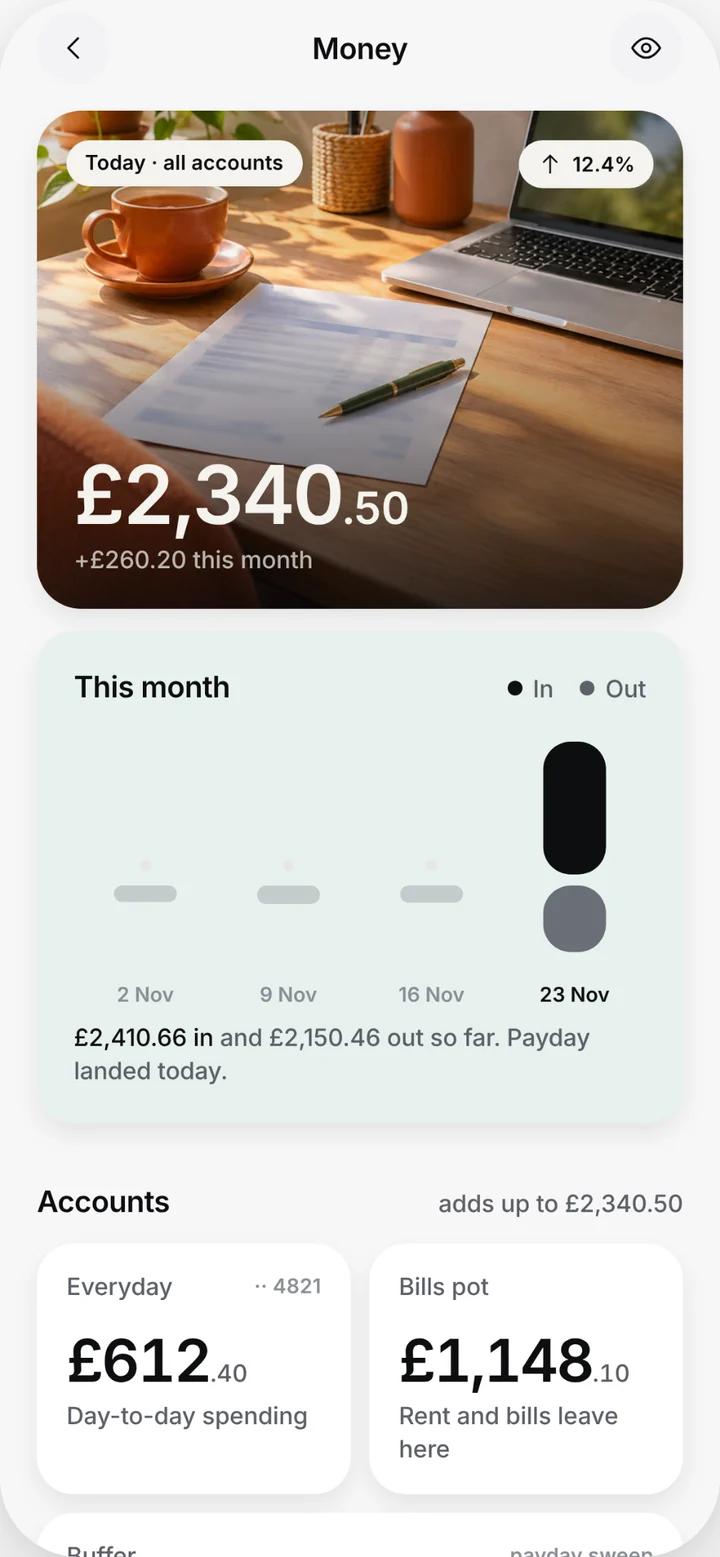 Money
Today · all accounts
↑ 12.4%
£2,340.50
+£260.20 this month
This month
In
Out
2 Nov
9 Nov
16 Nov
23 Nov
£2,410.66 in and £2,150.46 out so far. Payday
landed today.
Accounts
adds up to £2,340.50
Everyday
·· 4821
£612.40
Day-to-day spending
Bills pot
£1,148.10
Rent and bills leave
here
Buffer
payday sweep